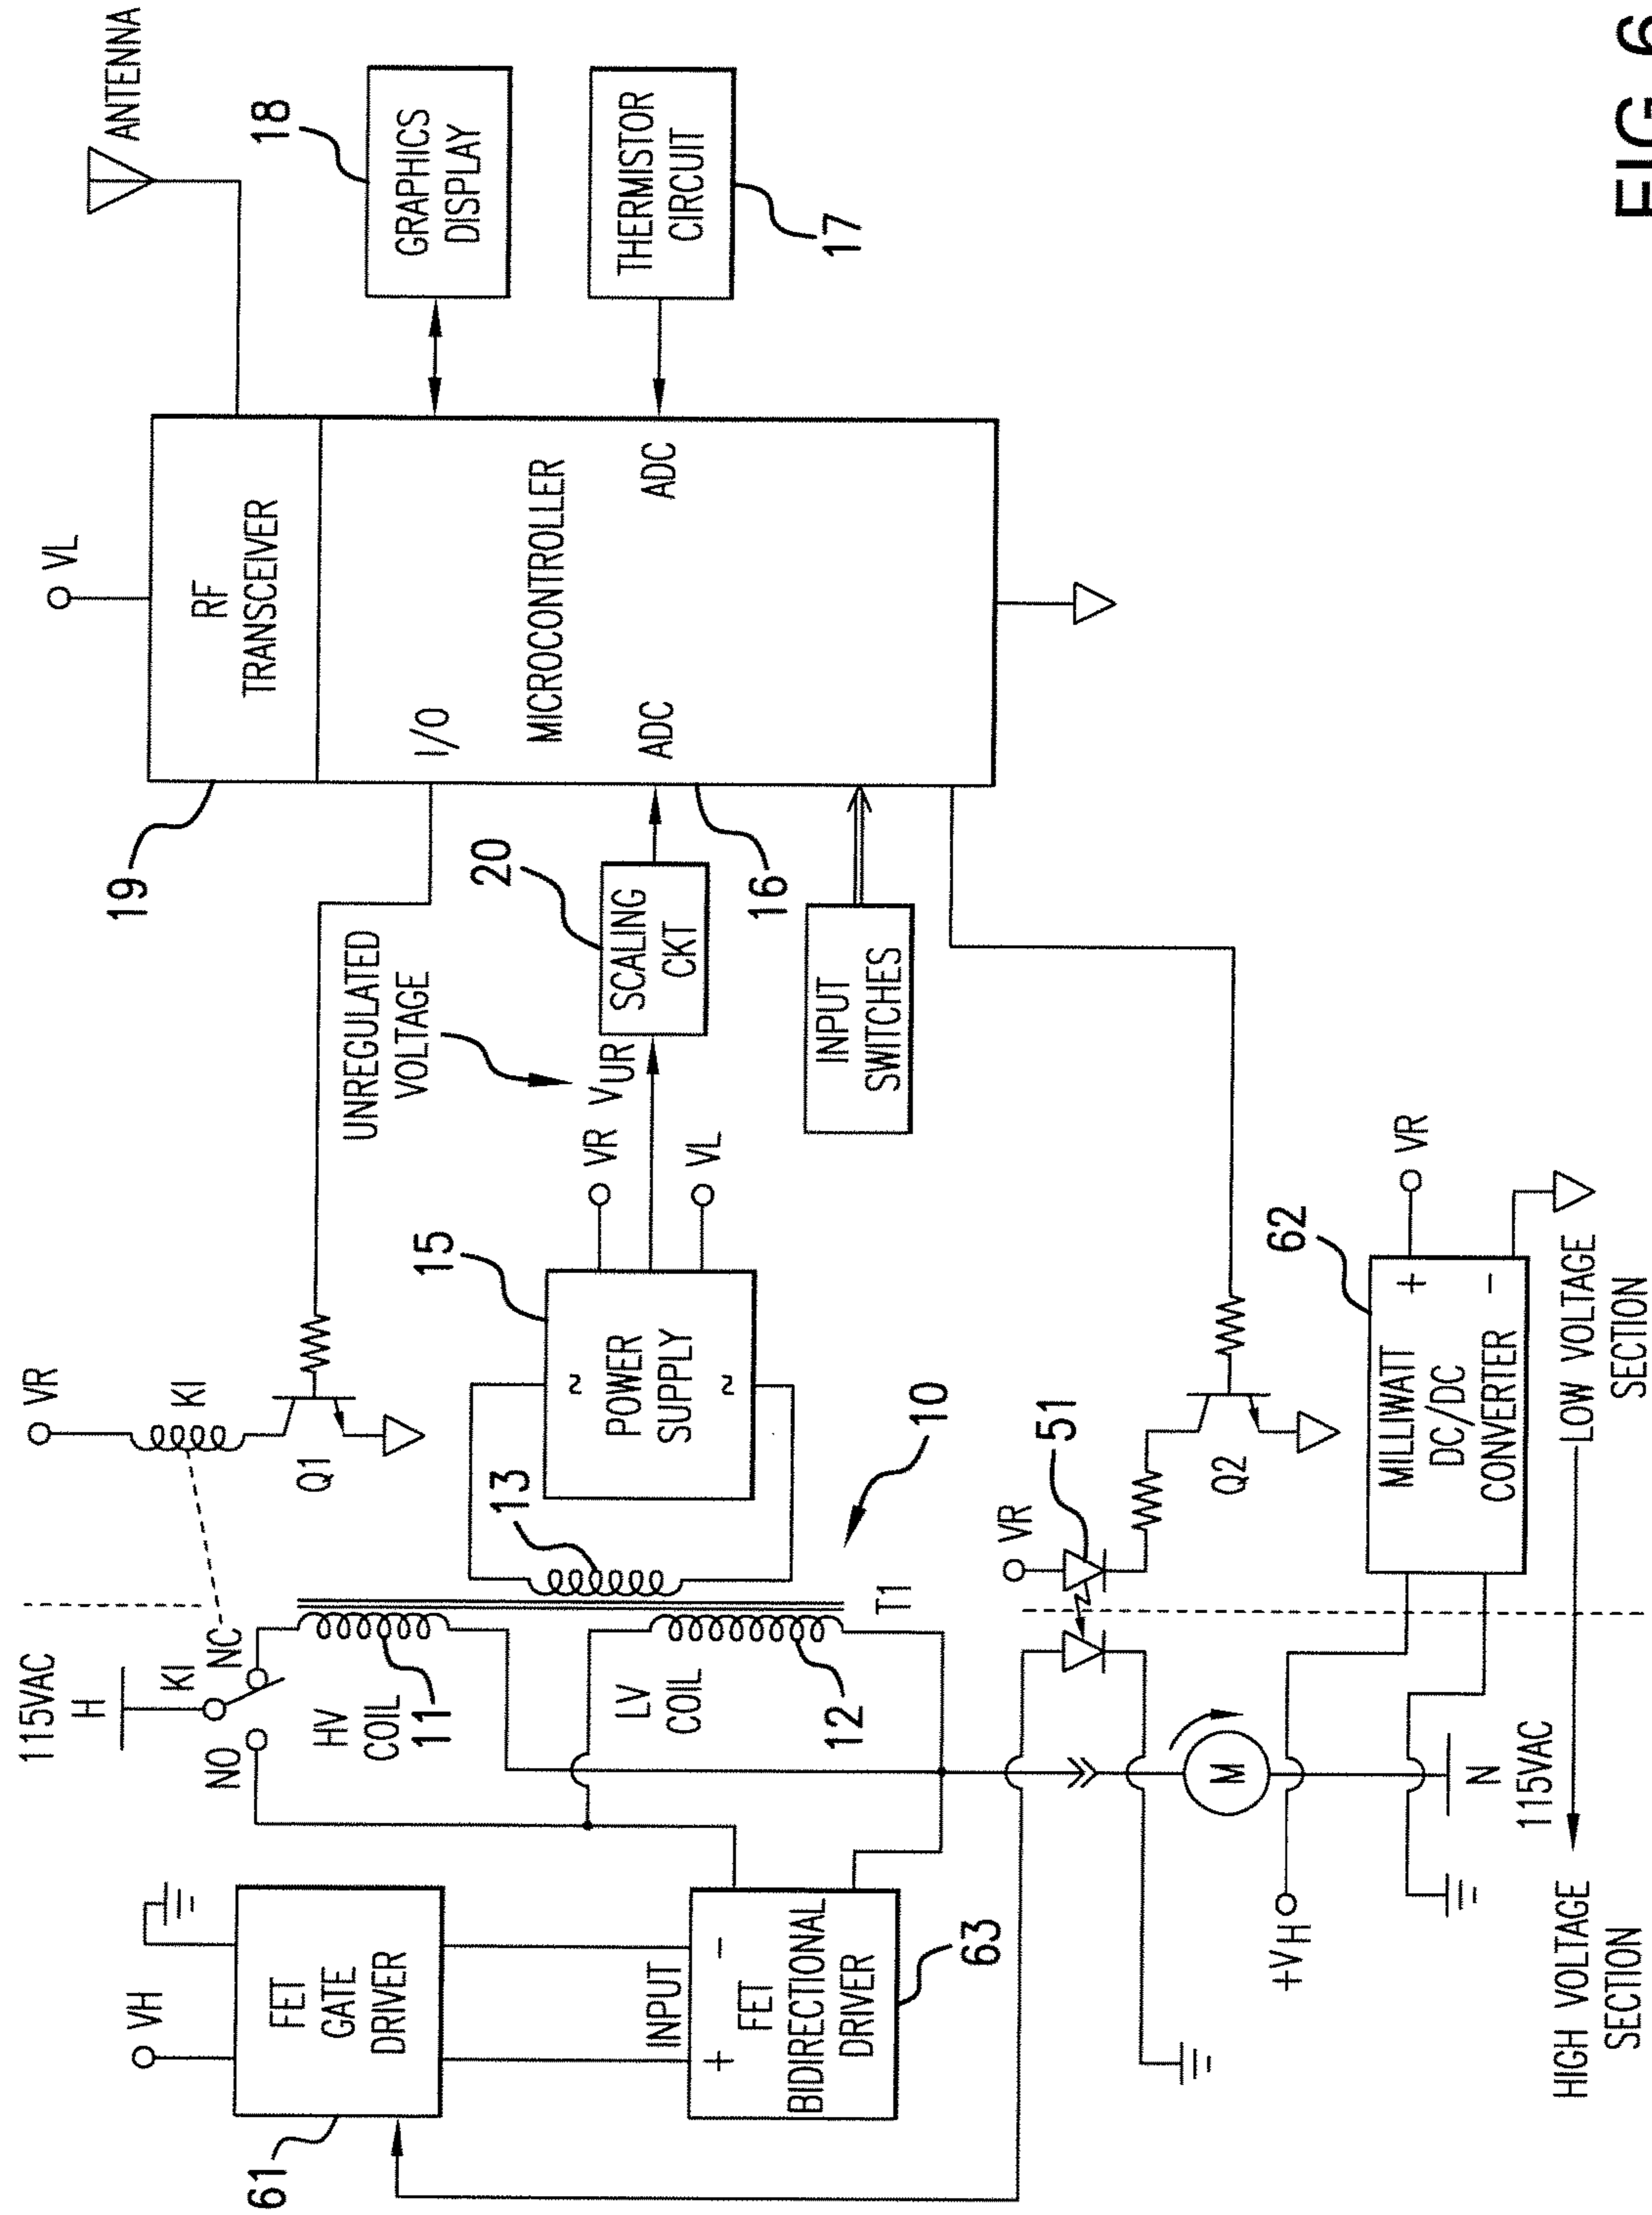 115VAC
H
K1
NC
NO
VR
K1
Q1
VH
FET
GATE
DRIVER
61
INPUT
+
-
FET
BIDIRECTIONAL
DRIVER
63
HV
COIL
11
LV
COIL
12
13
T1
10
~
POWER
SUPPLY
~
15
VR
VL
UNREGULATED
VOLTAGE
VUR
SCALING
CKT
20
INPUT
SWITCHES
16
19
VL
RF
TRANSCEIVER
I/O
MICROCONTROLLER
ADC
ADC
ANTENNA
18
GRAPHICS
DISPLAY
THERMISTOR
CIRCUIT
17
VR
51
Q2
M
N
115VAC
+VH
62
MILLIWATT
DC/DC
CONVERTER
+
-
VR
HIGH VOLTAGE
SECTION
LOW VOLTAGE
SECTION
FIG. 6